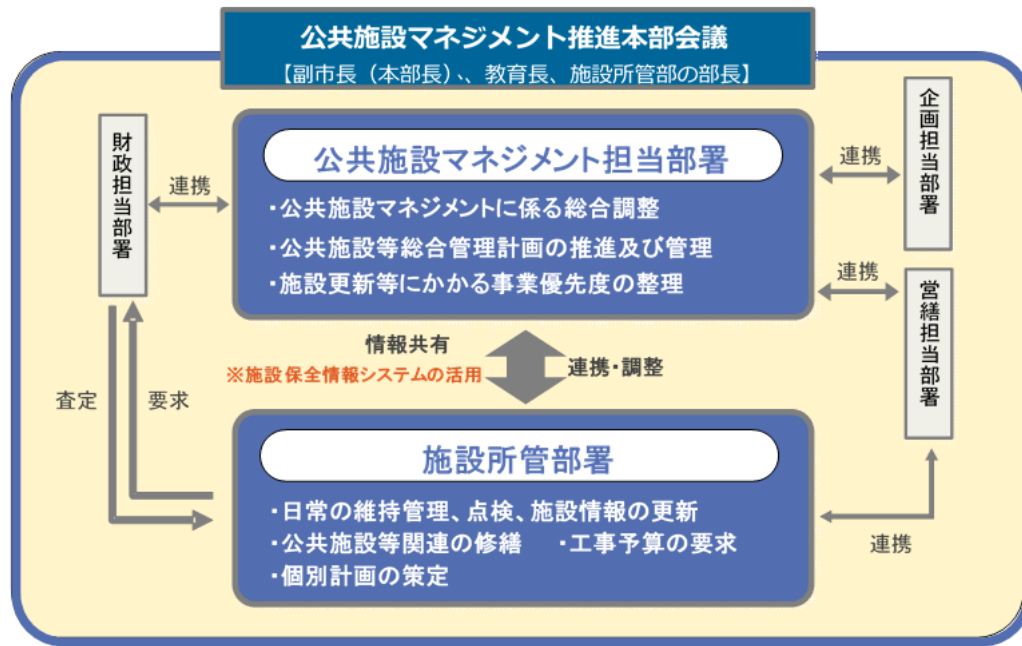 公共施設マネジメント推進本部会議
【副市長（本部長）、、教育長、施設所管部の部長】
財政担当部署
連携
公共施設マネジメント担当部署
・公共施設マネジメントに係る総合調整
・公共施設等総合管理計画の推進及び管理
・施設更新等にかかる事業優先度の整理
連携
企画担当部署
連携
営繕担当部署
情報共有
※施設保全情報システムの活用
連携・調整
査定
要求
施設所管部署
・日常の維持管理、点検、施設情報の更新
・公共施設等関連の修繕　・工事予算の要求
・個別計画の策定
連携